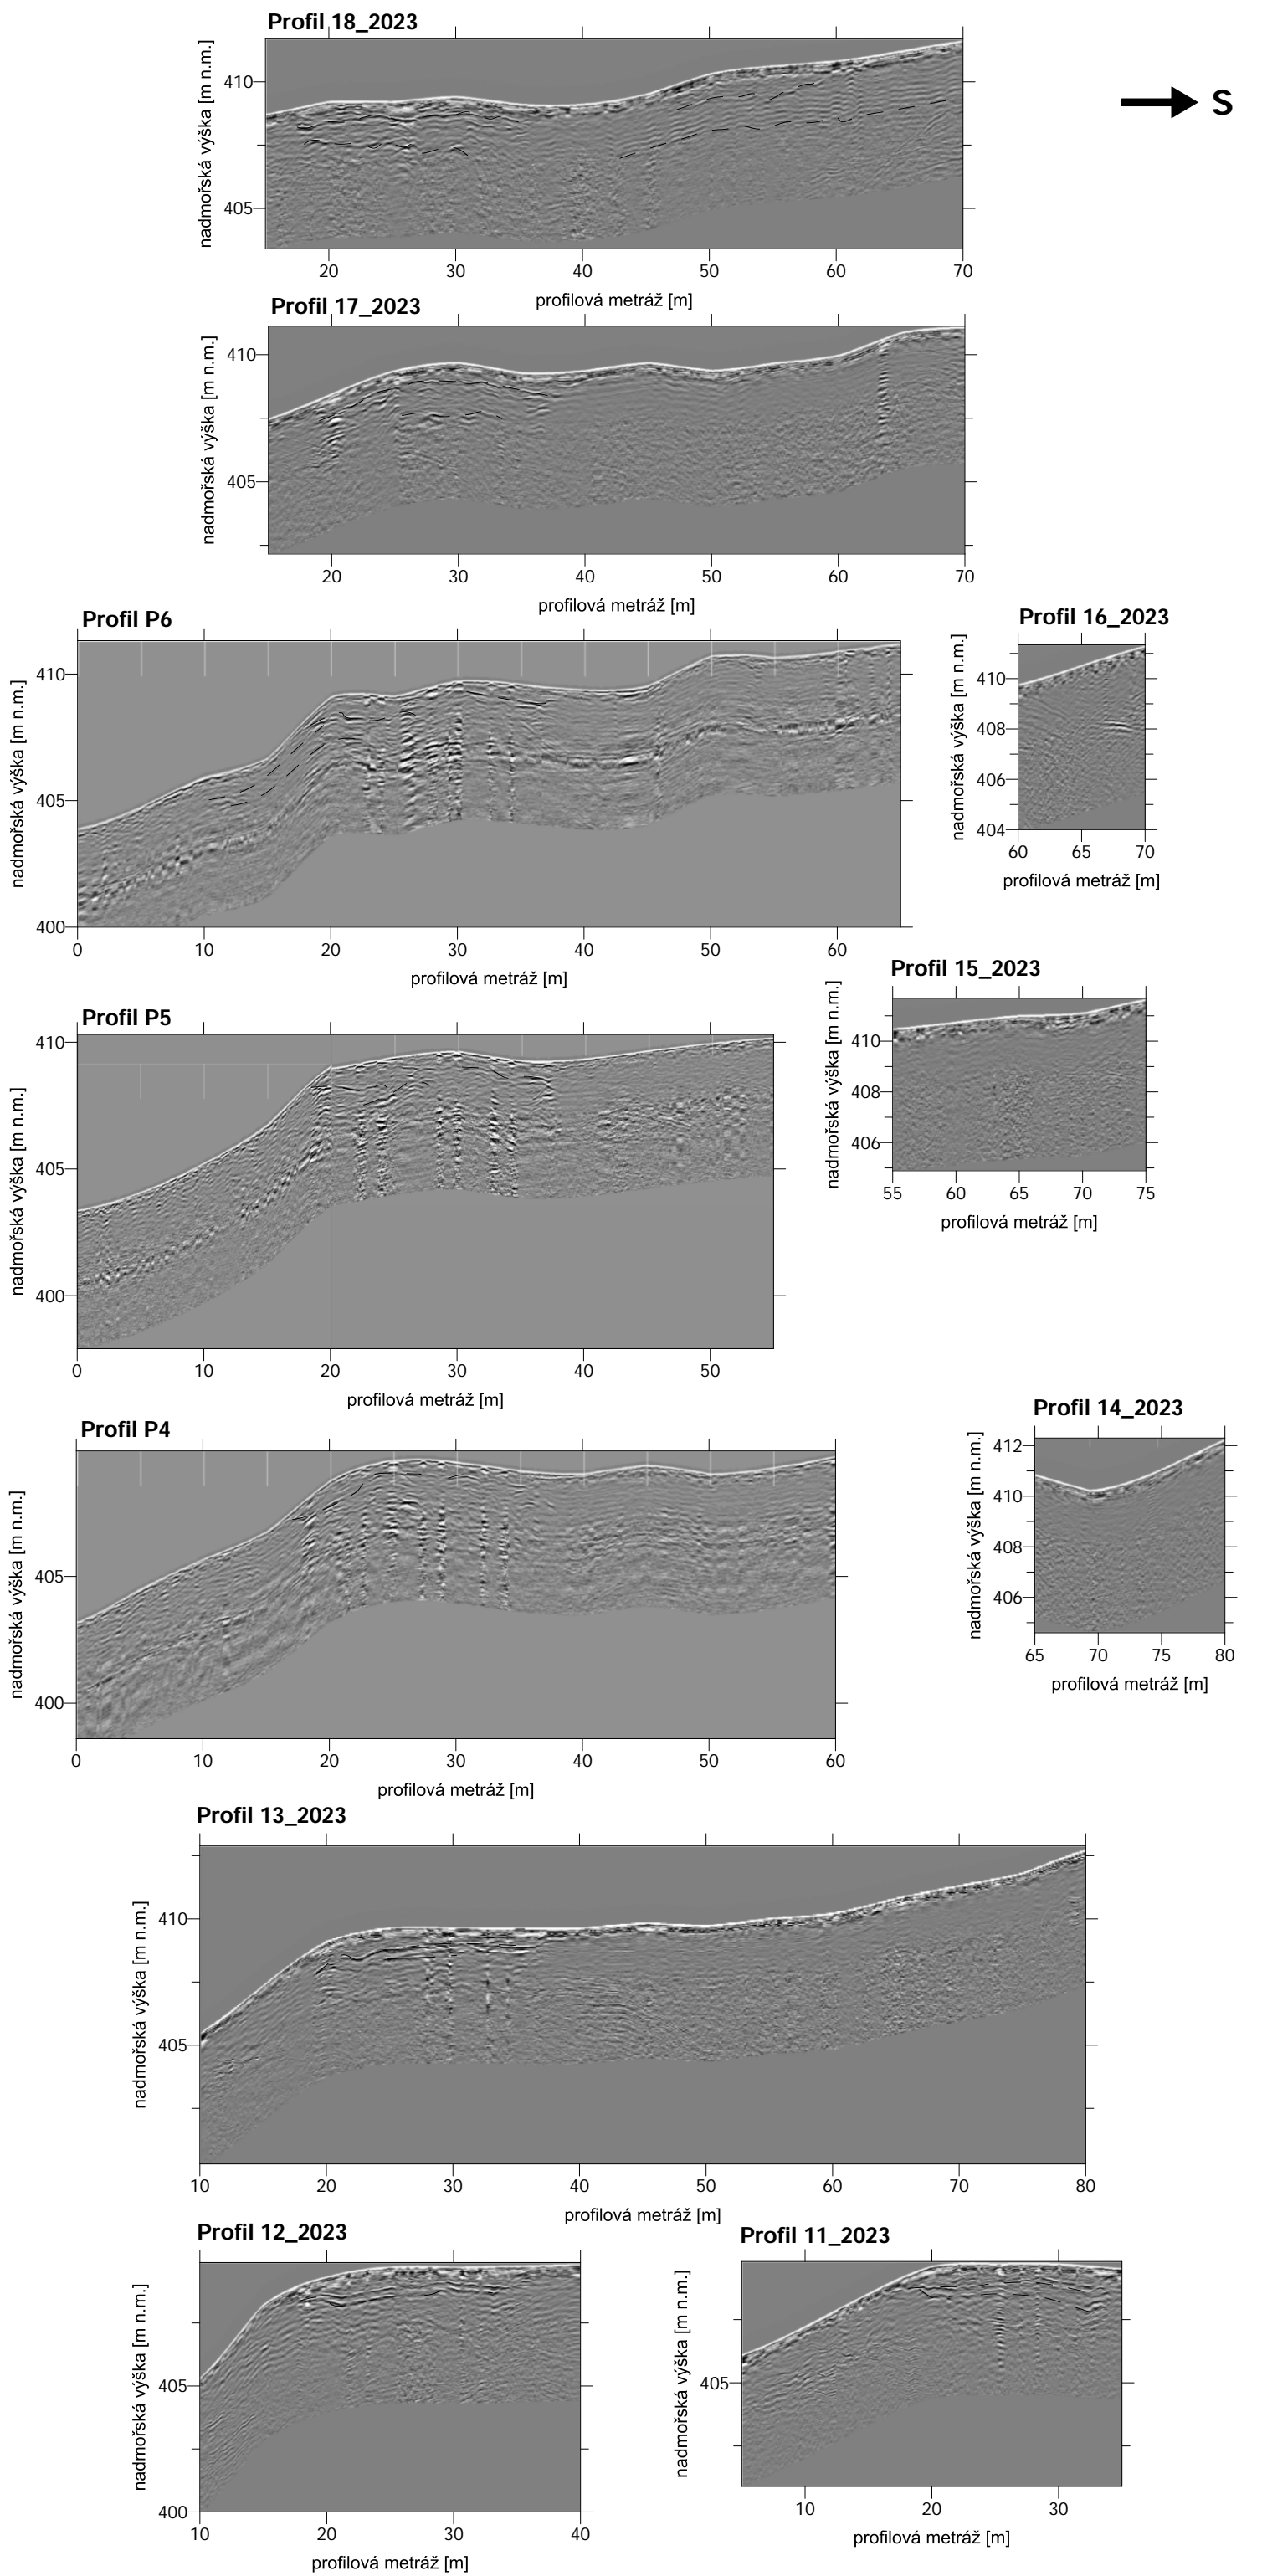 Profil 18_2023
nadmořská výška [m n.m.]
410
405
20 30 40 50 60 70
profilová metráž [m]
S
Profil 17_2023
nadmořská výška [m n.m.]
410
405
20 30 40 50 60 70
profilová metráž [m]
Profil P6
nadmořská výška [m n.m.]
410
405
400
0 10 20 30 40 50 60
profilová metráž [m]
Profil 16_2023
nadmořská výška [m n.m.]
410
408
406
404
60 65 70
profilová metráž [m]
Profil 15_2023
nadmořská výška [m n.m.]
410
408
406
55 60 65 70 75
profilová metráž [m]
Profil P5
nadmořská výška [m n.m.]
410
405
400
0 10 20 30 40 50
profilová metráž [m]
Profil 14_2023
nadmořská výška [m n.m.]
412
410
408
406
65 70 75 80
profilová metráž [m]
Profil P4
nadmořská výška [m n.m.]
405
400
0 10 20 30 40 50 60
profilová metráž [m]
Profil 13_2023
nadmořská výška [m n.m.]
410
405
10 20 30 40 50 60 70 80
profilová metráž [m]
Profil 12_2023
nadmořská výška [m n.m.]
405
400
10 20 30 40
profilová metráž [m]
Profil 11_2023
nadmořská výška [m n.m.]
405
10 20 30
profilová metráž [m]